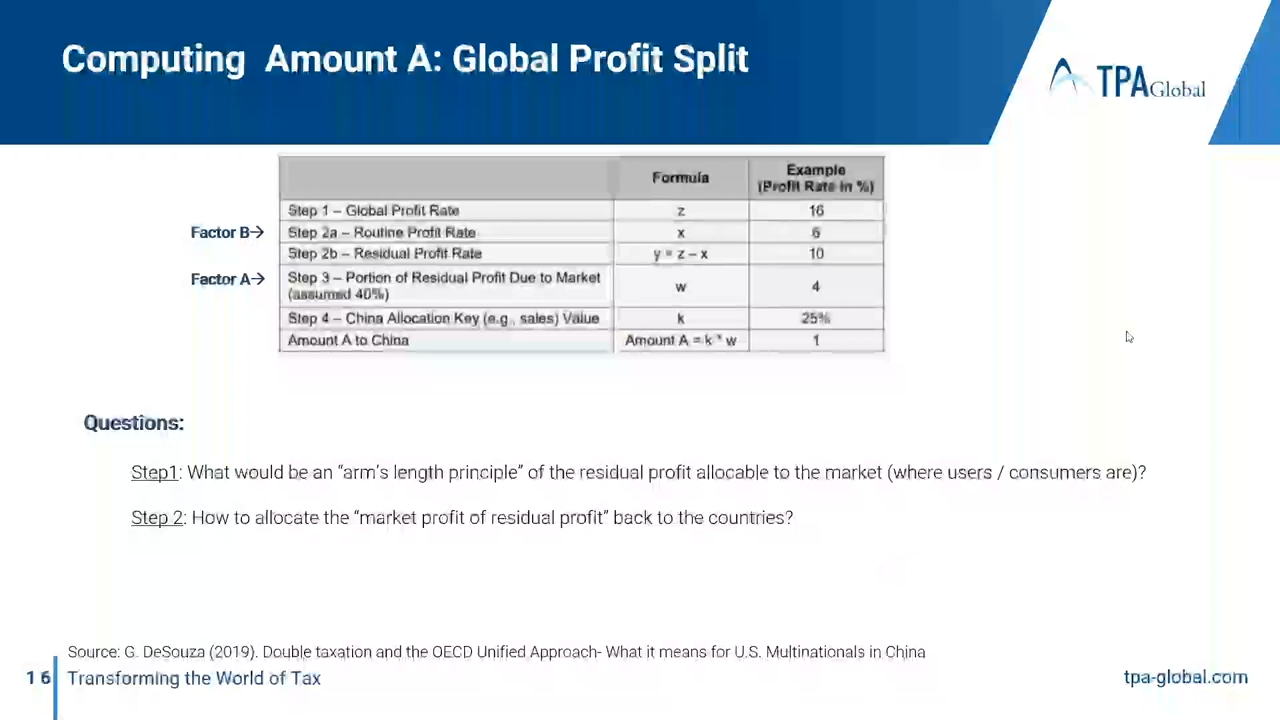 Computing Amount A: Global Profit Split
TPA Global
Formula
Example
(Profit Rate in %)
Step 1 – Global Profit Rate z 16
Factor B→ Step 2a – Routine Profit Rate x 6
Step 2b – Residual Profit Rate y = z – x 10
Factor A→ Step 3 – Portion of Residual Profit Due to Market
(assumed 40%) w 4
Step 4 – China Allocation Key (e.g., sales) Value k 25%
Amount A to China Amount A = k * w 1
Questions:
Step1: What would be an “arm’s length principle” of the residual profit allocable to the market (where users / consumers are)?
Step 2: How to allocate the “market profit of residual profit” back to the countries?
Source: G. DeSouza (2019). Double taxation and the OECD Unified Approach- What it means for U.S. Multinationals in China
16 Transforming the World of Tax
tpa-global.com